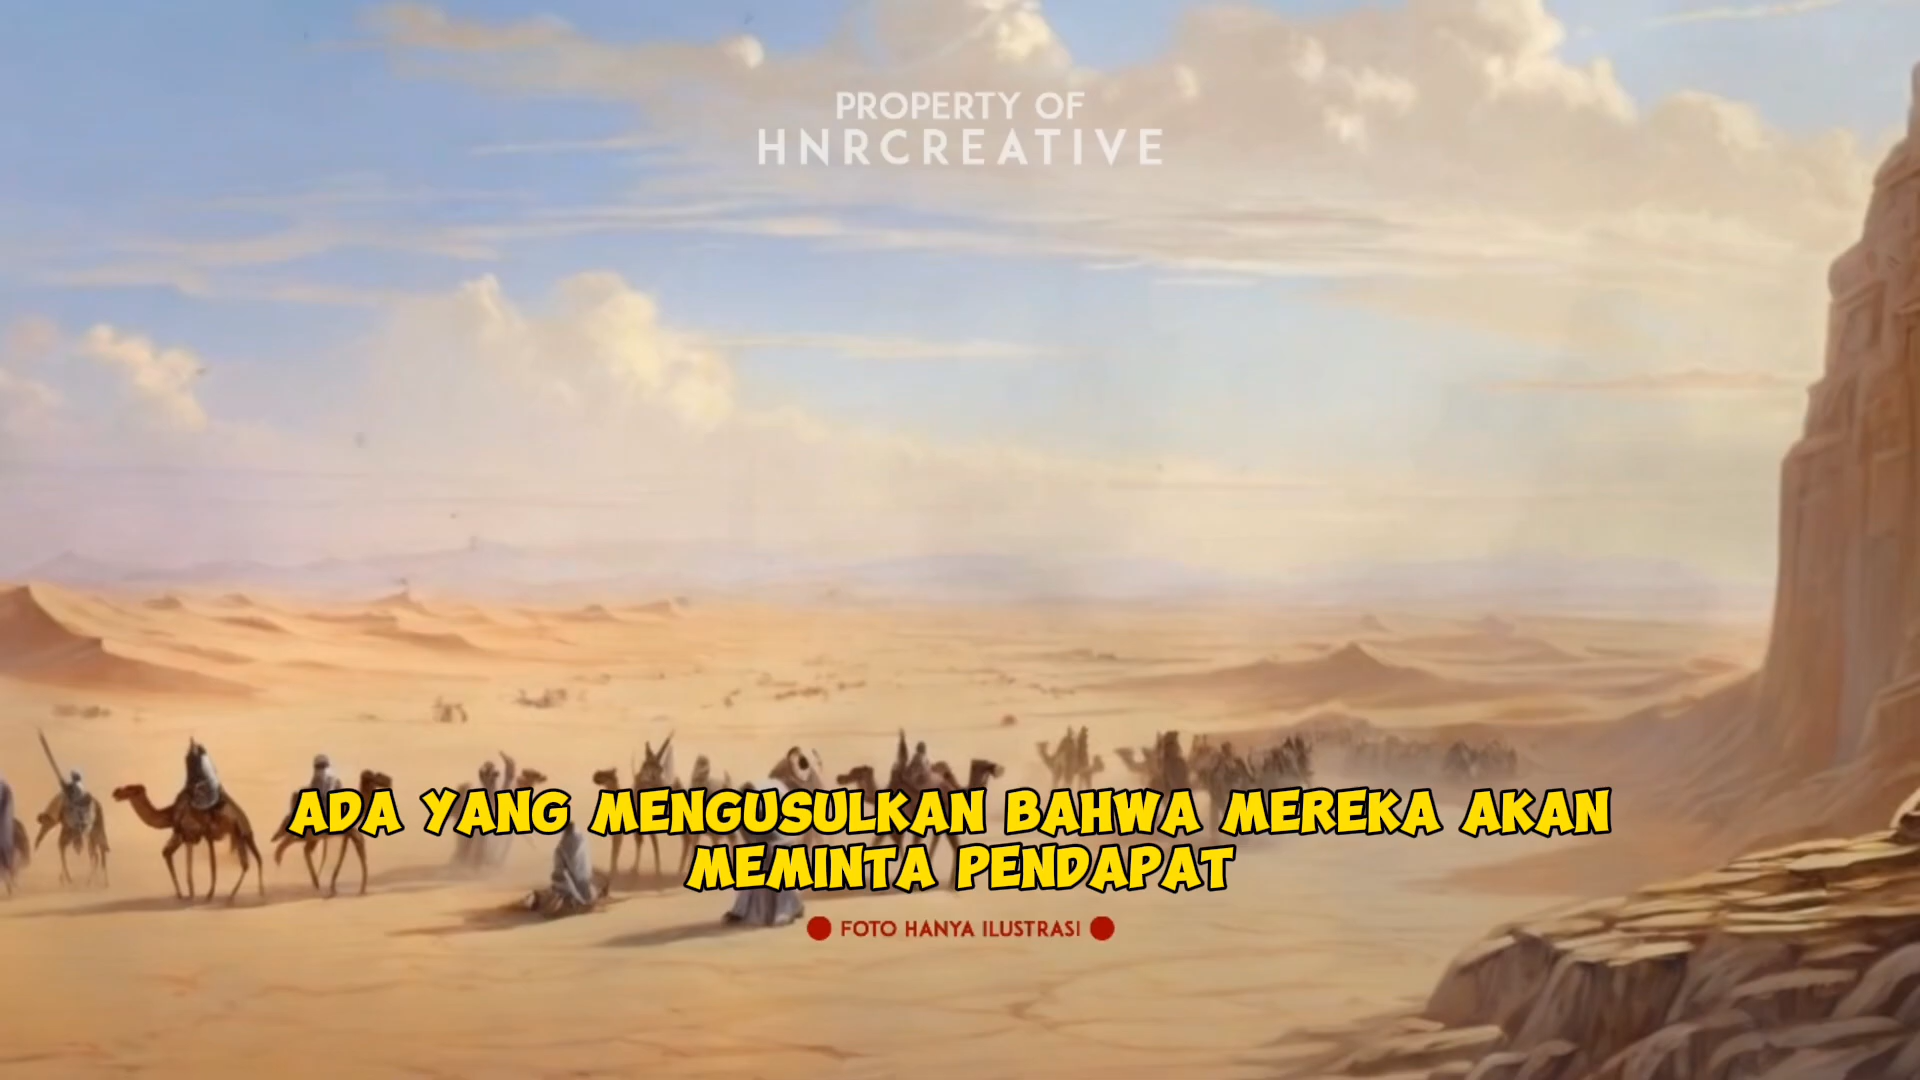 PROPERTY OF
HNRCREATIVE
ADA YANG MENGUSULKAN BAHWA MEREKA AKAN
MEMINTA PENDAPAT
FOTO HANYA ILUSTRASI